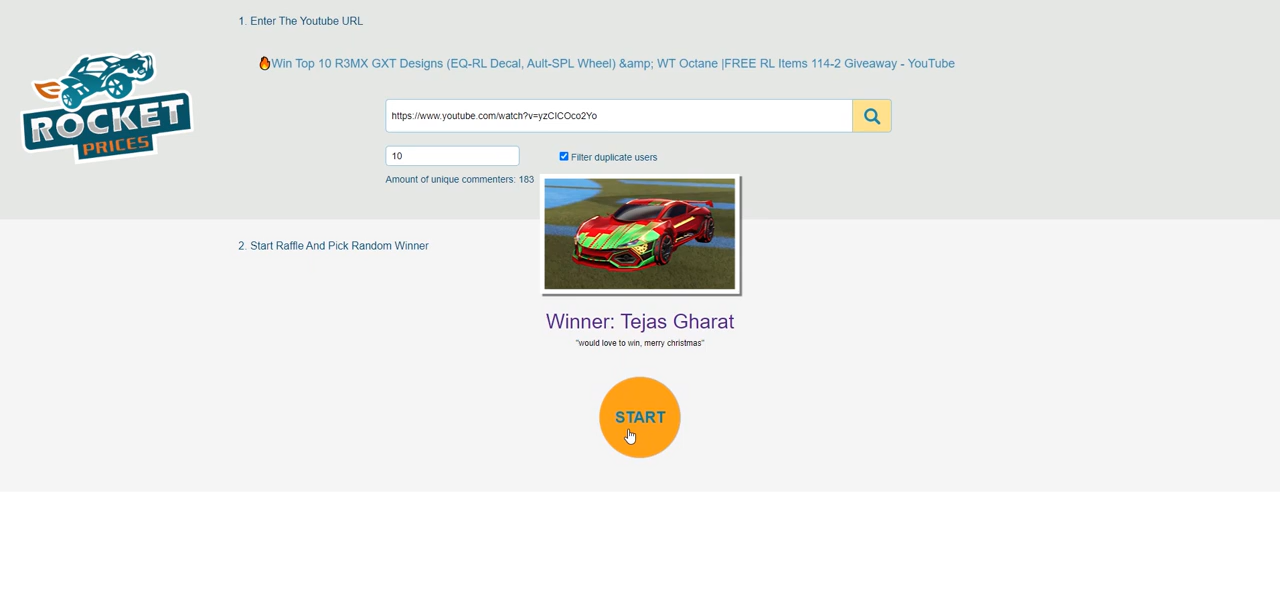 1. Enter The Youtube URL
🔥Win Top 10 R3MX GXT Designs (EQ-RL Decal, Ault-SPL Wheel) &amp; WT Octane |FREE RL Items 114-2 Giveaway - YouTube
ROCKET
PRICES
https://www.youtube.com/watch?v=yzCICOco2Yo
10
Filter duplicate users
Amount of unique commenters: 183
2. Start Raffle And Pick Random Winner
Winner: Tejas Gharat
"would love to win, merry christmas"
START